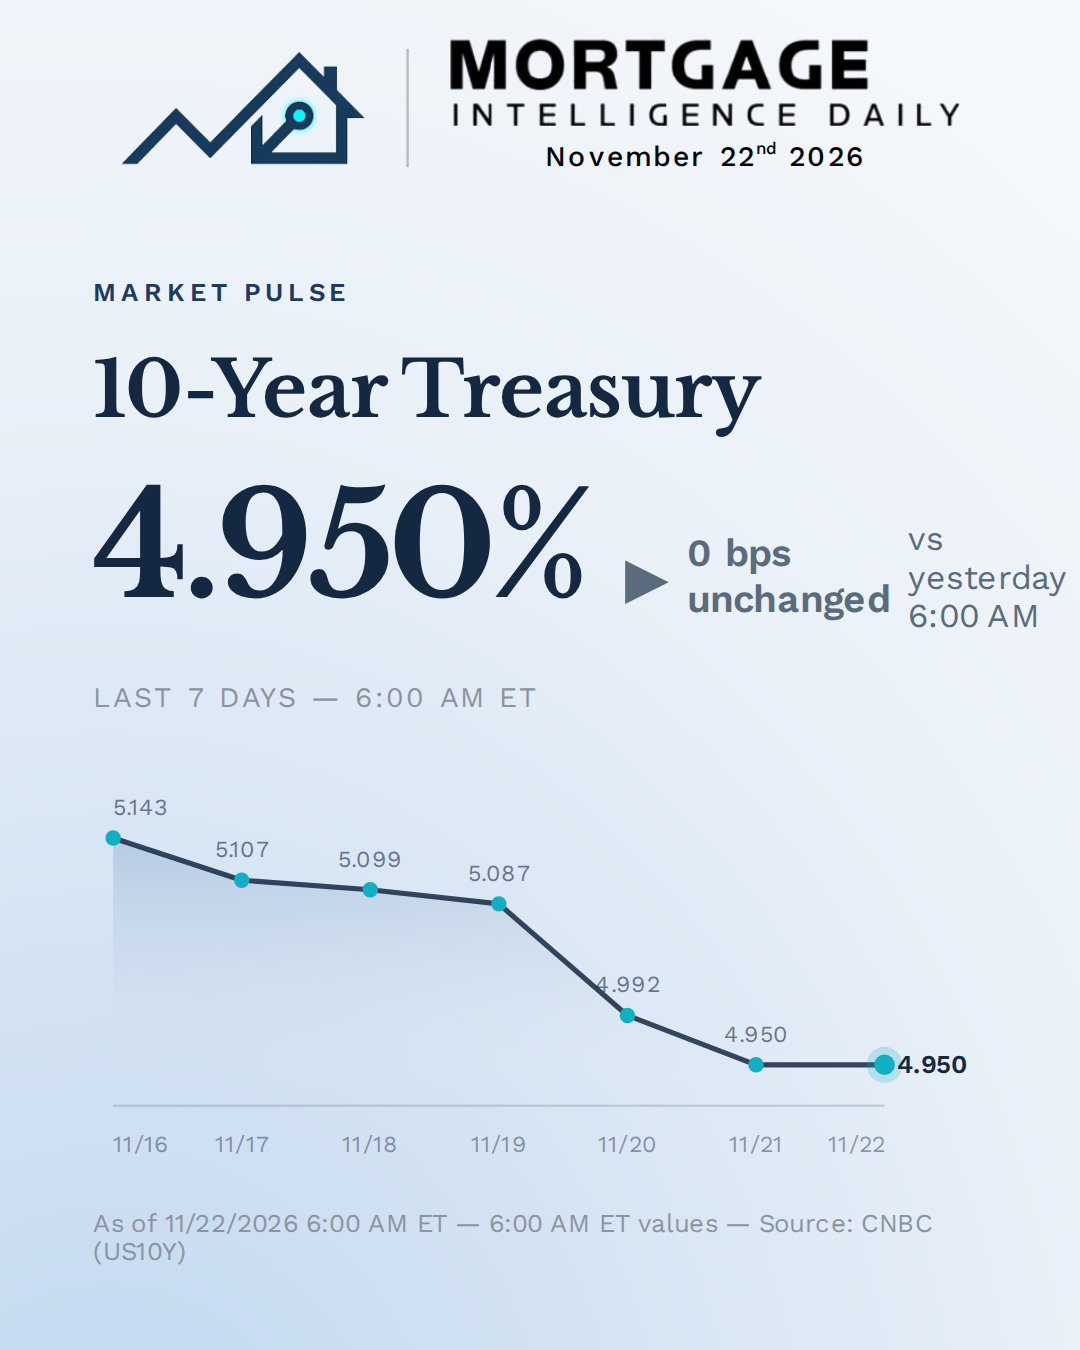 MORTGAGE
INTELLIGENCE DAILY
November 22nd 2026
MARKET PULSE
10-Year Treasury
4.950%
0 bps
unchanged
vs
yesterday
6:00 AM
LAST 7 DAYS — 6:00 AM ET
5.143
5.107
5.099
5.087
4.992
4.950
4.950
11/16 11/17 11/18 11/19 11/20 11/21 11/22
As of 11/22/2026 6:00 AM ET — 6:00 AM ET values — Source: CNBC
(US10Y)